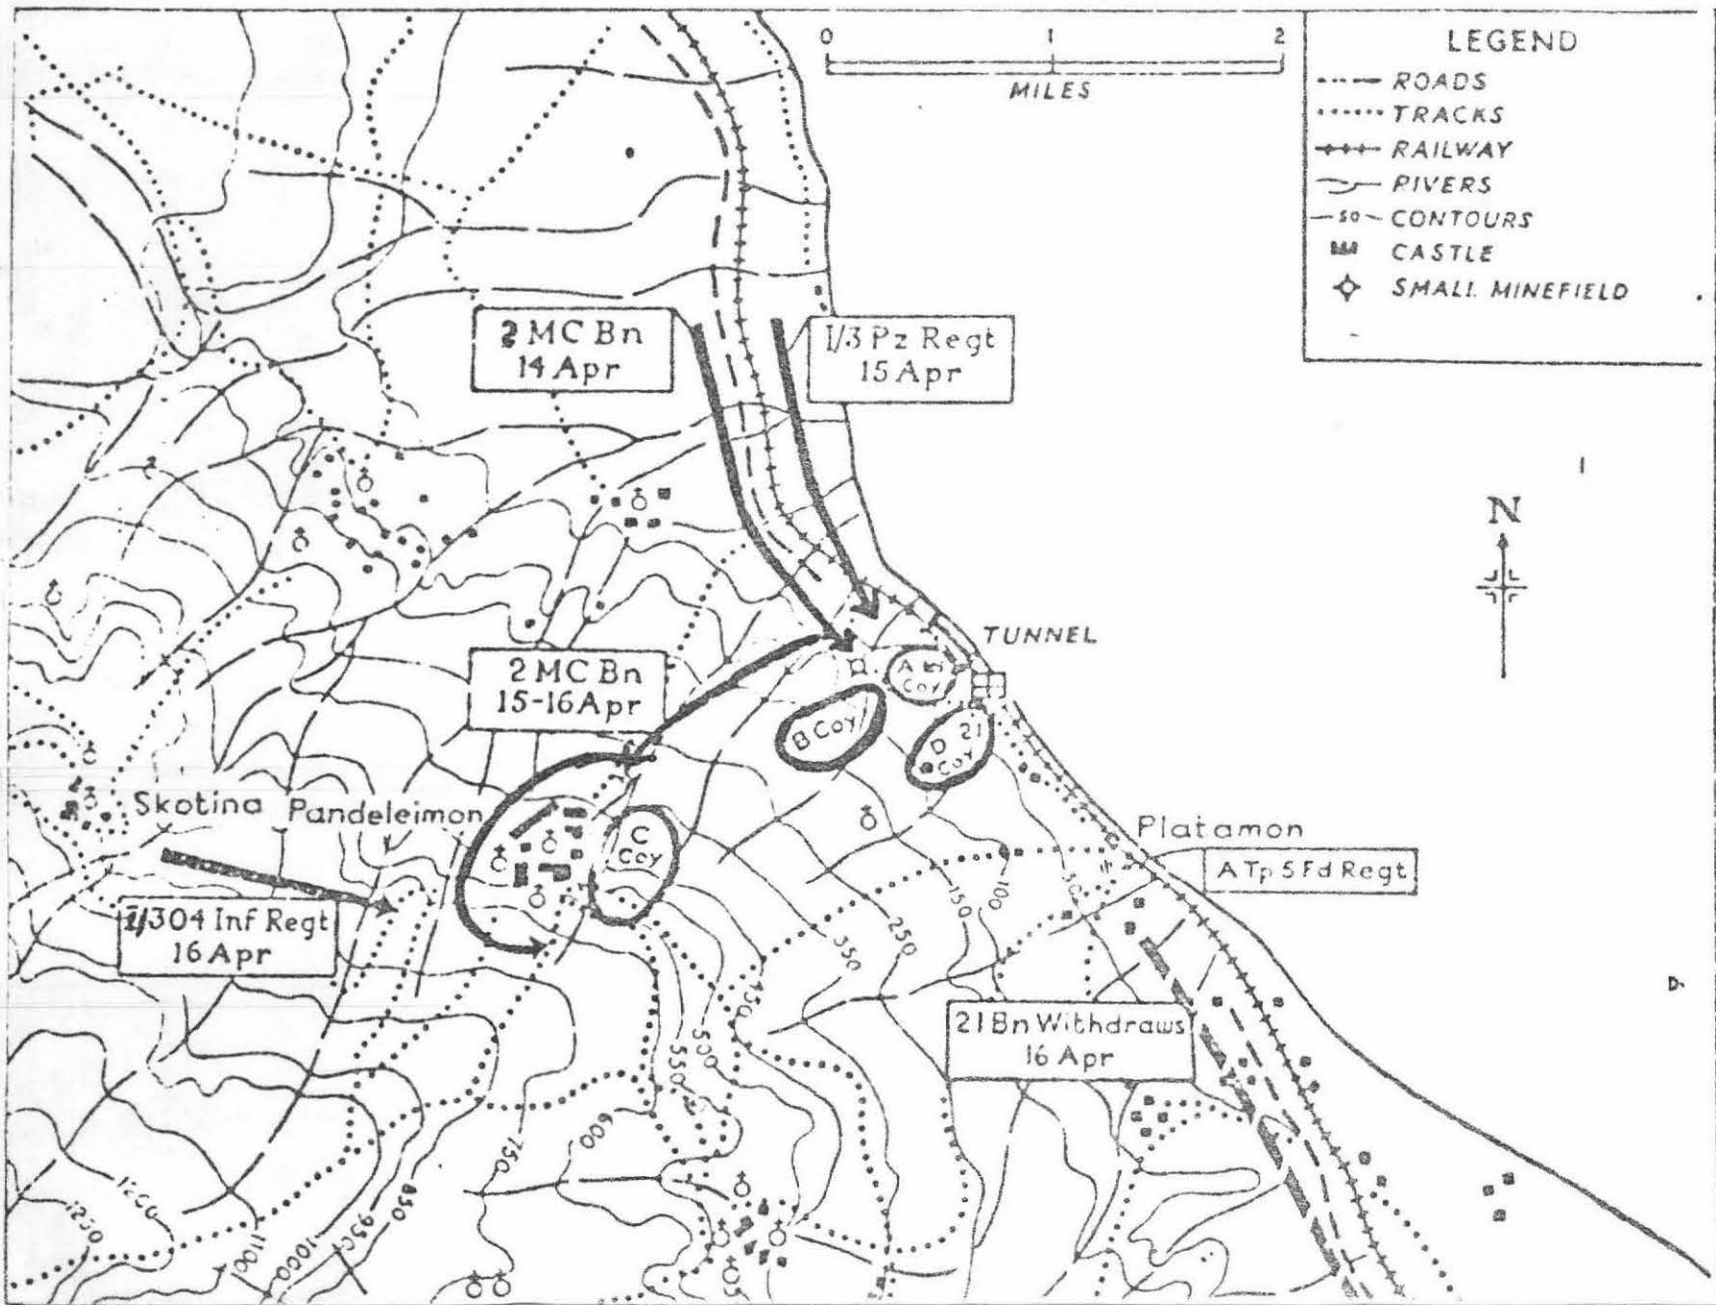 0 1 2
MILES
LEGEND
ROADS
TRACKS
RAILWAY
RIVERS
50 CONTOURS
CASTLE
SMALL MINEFIELD
2 MC Bn
14 Apr
I/3 Pz Regt
15 Apr
N
TUNNEL
2 MC Bn
15-16 Apr
A
Coy
B Coy
D 21
Coy
C
Coy
Skotina
Pandeleimon
Platamon
A Tp 5 Fd Regt
I/304 Inf Regt
16 Apr
21 Bn Withdraws
16 Apr
50
100
150
250
350
450
500
550
600
750
850
950
1000
1100
1200
1250